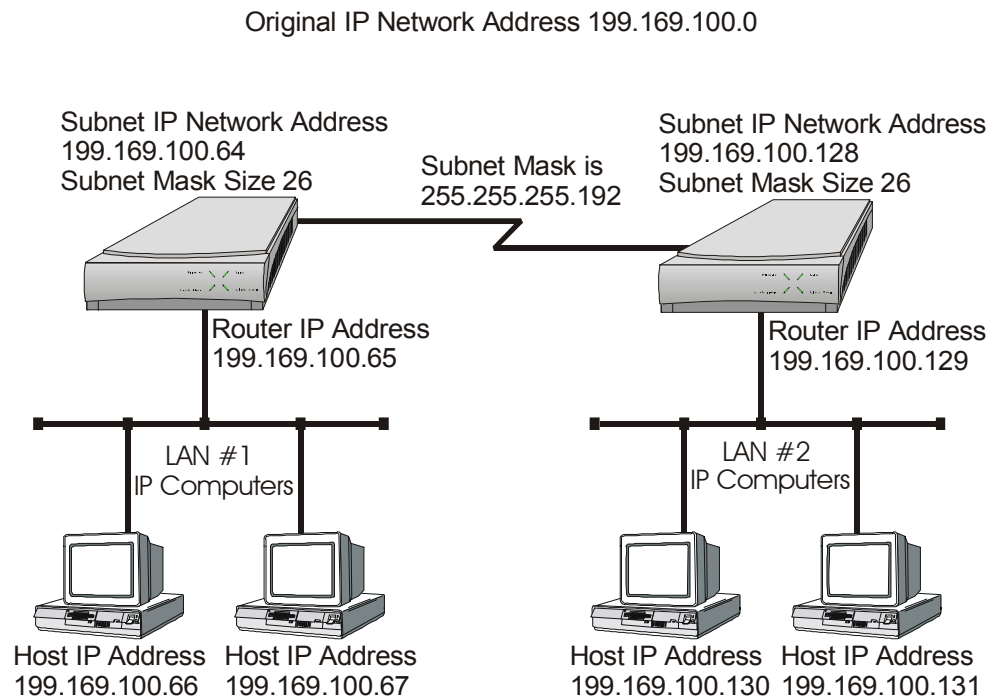 Original IP Network Address 199.169.100.0
Subnet IP Network Address
199.169.100.64
Subnet Mask Size 26
Subnet Mask is
255.255.255.192
Subnet IP Network Address
199.169.100.128
Subnet Mask Size 26
Router IP Address
199.169.100.65
Router IP Address
199.169.100.129
LAN #1
IP Computers
LAN #2
IP Computers
Host IP Address
199.169.100.66
Host IP Address
199.169.100.67
Host IP Address
199.169.100.130
Host IP Address
199.169.100.131